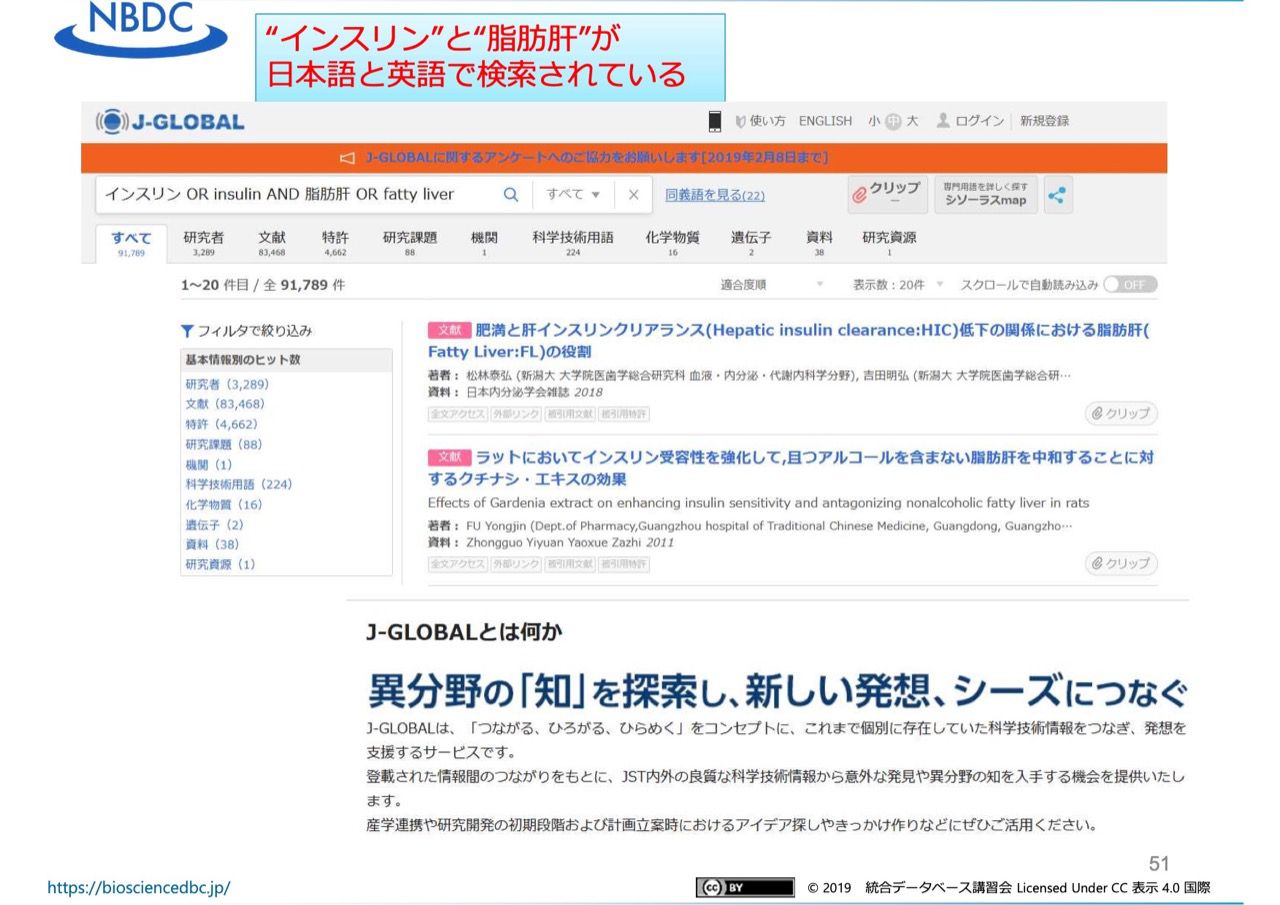 NBDC
“インスリン”と“脂肪肝”が
日本語と英語で検索されている
J-GLOBAL
使い方 ENGLISH 小 中 大 ログイン 新規登録
J-GLOBALに関するアンケートへのご協力をお願いします[2019年2月8日まで]
インスリン OR insulin AND 脂肪肝 OR fatty liver すべて 同義語を見る(22) クリップ 専門用語を詳しく探す
シソーラスmap
すべて 研究者 文献 特許 研究課題 機関 科学技術用語 化学物質 遺伝子 資料 研究資源
91,789 3,289 83,468 4,662 88 1 224 16 2 38 1
1~20 件目 / 全 91,789 件 適合度順 表示数:20件 スクロールで自動読み込み OFF
フィルタで絞り込み
基本情報別のヒット数
研究者(3,289)
文献(83,468)
特許(4,662)
研究課題(88)
機関(1)
科学技術用語(224)
化学物質(16)
遺伝子(2)
資料(38)
研究資源(1)
文献 肥満と肝インスリンクリアランス(Hepatic insulin clearance:HIC)低下の関係における脂肪肝(
Fatty Liver:FL)の役割
著者: 松林泰弘 (新潟大 大学院医歯学総合研究科 血液・内分泌・代謝内科学分野), 吉田明弘 (新潟大 大学院医歯学総合研…
資料: 日本内分泌学会雑誌 2018
全文アクセス 外部リンク 被引用文献 被引用特許
クリップ
文献 ラットにおいてインスリン受容性を強化して,且つアルコールを含まない脂肪肝を中和することに対
するクチナシ・エキスの効果
Effects of Gardenia extract on enhancing insulin sensitivity and antagonizing nonalcoholic fatty liver in rats
著者: FU Yongjin (Dept.of Pharmacy,Guangzhou hospital of Traditional Chinese Medicine, Guangdong, Guangzho…
資料: Zhongguo Yiyuan Yaoxue Zazhi 2011
全文アクセス 外部リンク 被引用文献 被引用特許
クリップ
J-GLOBALとは何か
異分野の「知」を探索し、新しい発想、シーズにつなぐ
J-GLOBALは、「つながる、ひろがる、ひらめく」をコンセプトに、これまで個別に存在していた科学技術情報をつなぎ、発想を
支援するサービスです。
登載された情報間のつながりをもとに、JST内外の良質な科学技術情報から意外な発見や異分野の知を入手する機会を提供いたし
ます。
産学連携や研究開発の初期段階および計画立案時におけるアイデア探しやきっかけ作りなどにぜひご活用ください。
51
https://biosciencedbc.jp/
cc BY © 2019 統合データベース講習会 Licensed Under CC 表示 4.0 国際